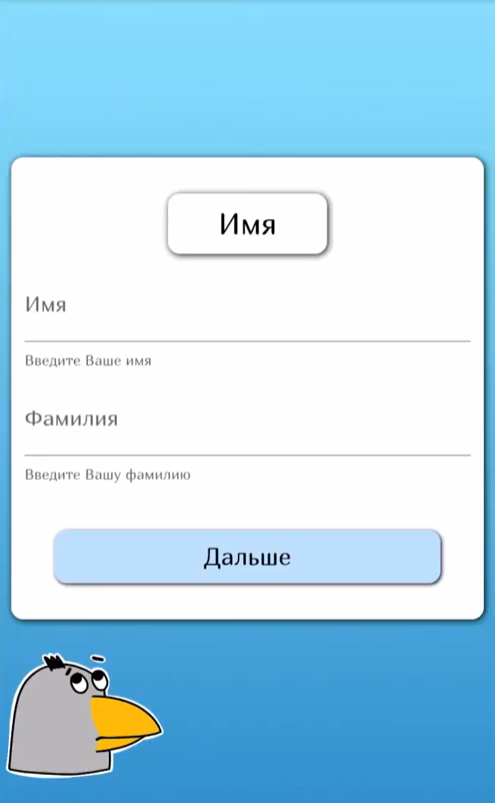 Имя
Имя
Введите Ваше имя
Фамилия
Введите Вашу фамилию
Дальше